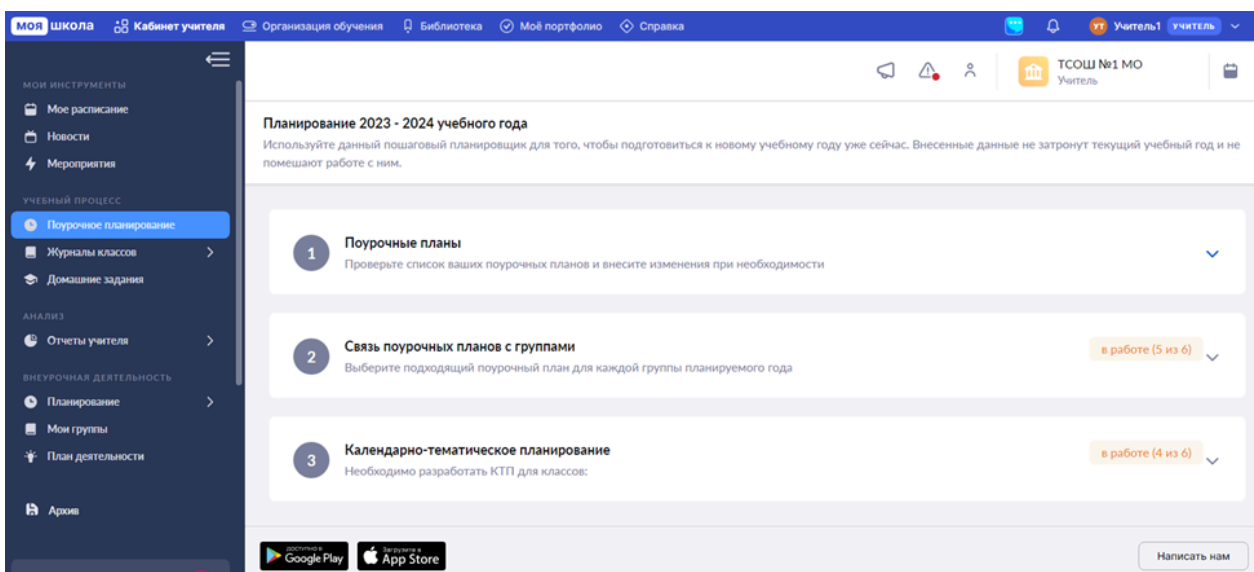 моя школа Кабинет учителя Организация обучения Библиотека Моё портфолио Справка УТ Учитель1 УЧИТЕЛЬ
ТСОШ №1 МО
Учитель
МОИ ИНСТРУМЕНТЫ
Мое расписание
Новости
Мероприятия
УЧЕБНЫЙ ПРОЦЕСС
Поурочное планирование
Журналы классов
Домашние задания
АНАЛИЗ
Отчеты учителя
ВНЕУРОЧНАЯ ДЕЯТЕЛЬНОСТЬ
Планирование
Мои группы
План деятельности
Архив
Планирование 2023 - 2024 учебного года
Используйте данный пошаговый планировщик для того, чтобы подготовиться к новому учебному году уже сейчас. Внесенные данные не затронут текущий учебный год и не
помешают работе с ним.
1 Поурочные планы
Проверьте список ваших поурочных планов и внесите изменения при необходимости
2 Связь поурочных планов с группами
в работе (5 из 6)
Выберите подходящий поурочный план для каждой группы планируемого года
3 Календарно-тематическое планирование
в работе (4 из 6)
Необходимо разработать КТП для классов:
ДОСТУПНО В
Google Play
Загрузите в
App Store
Написать нам